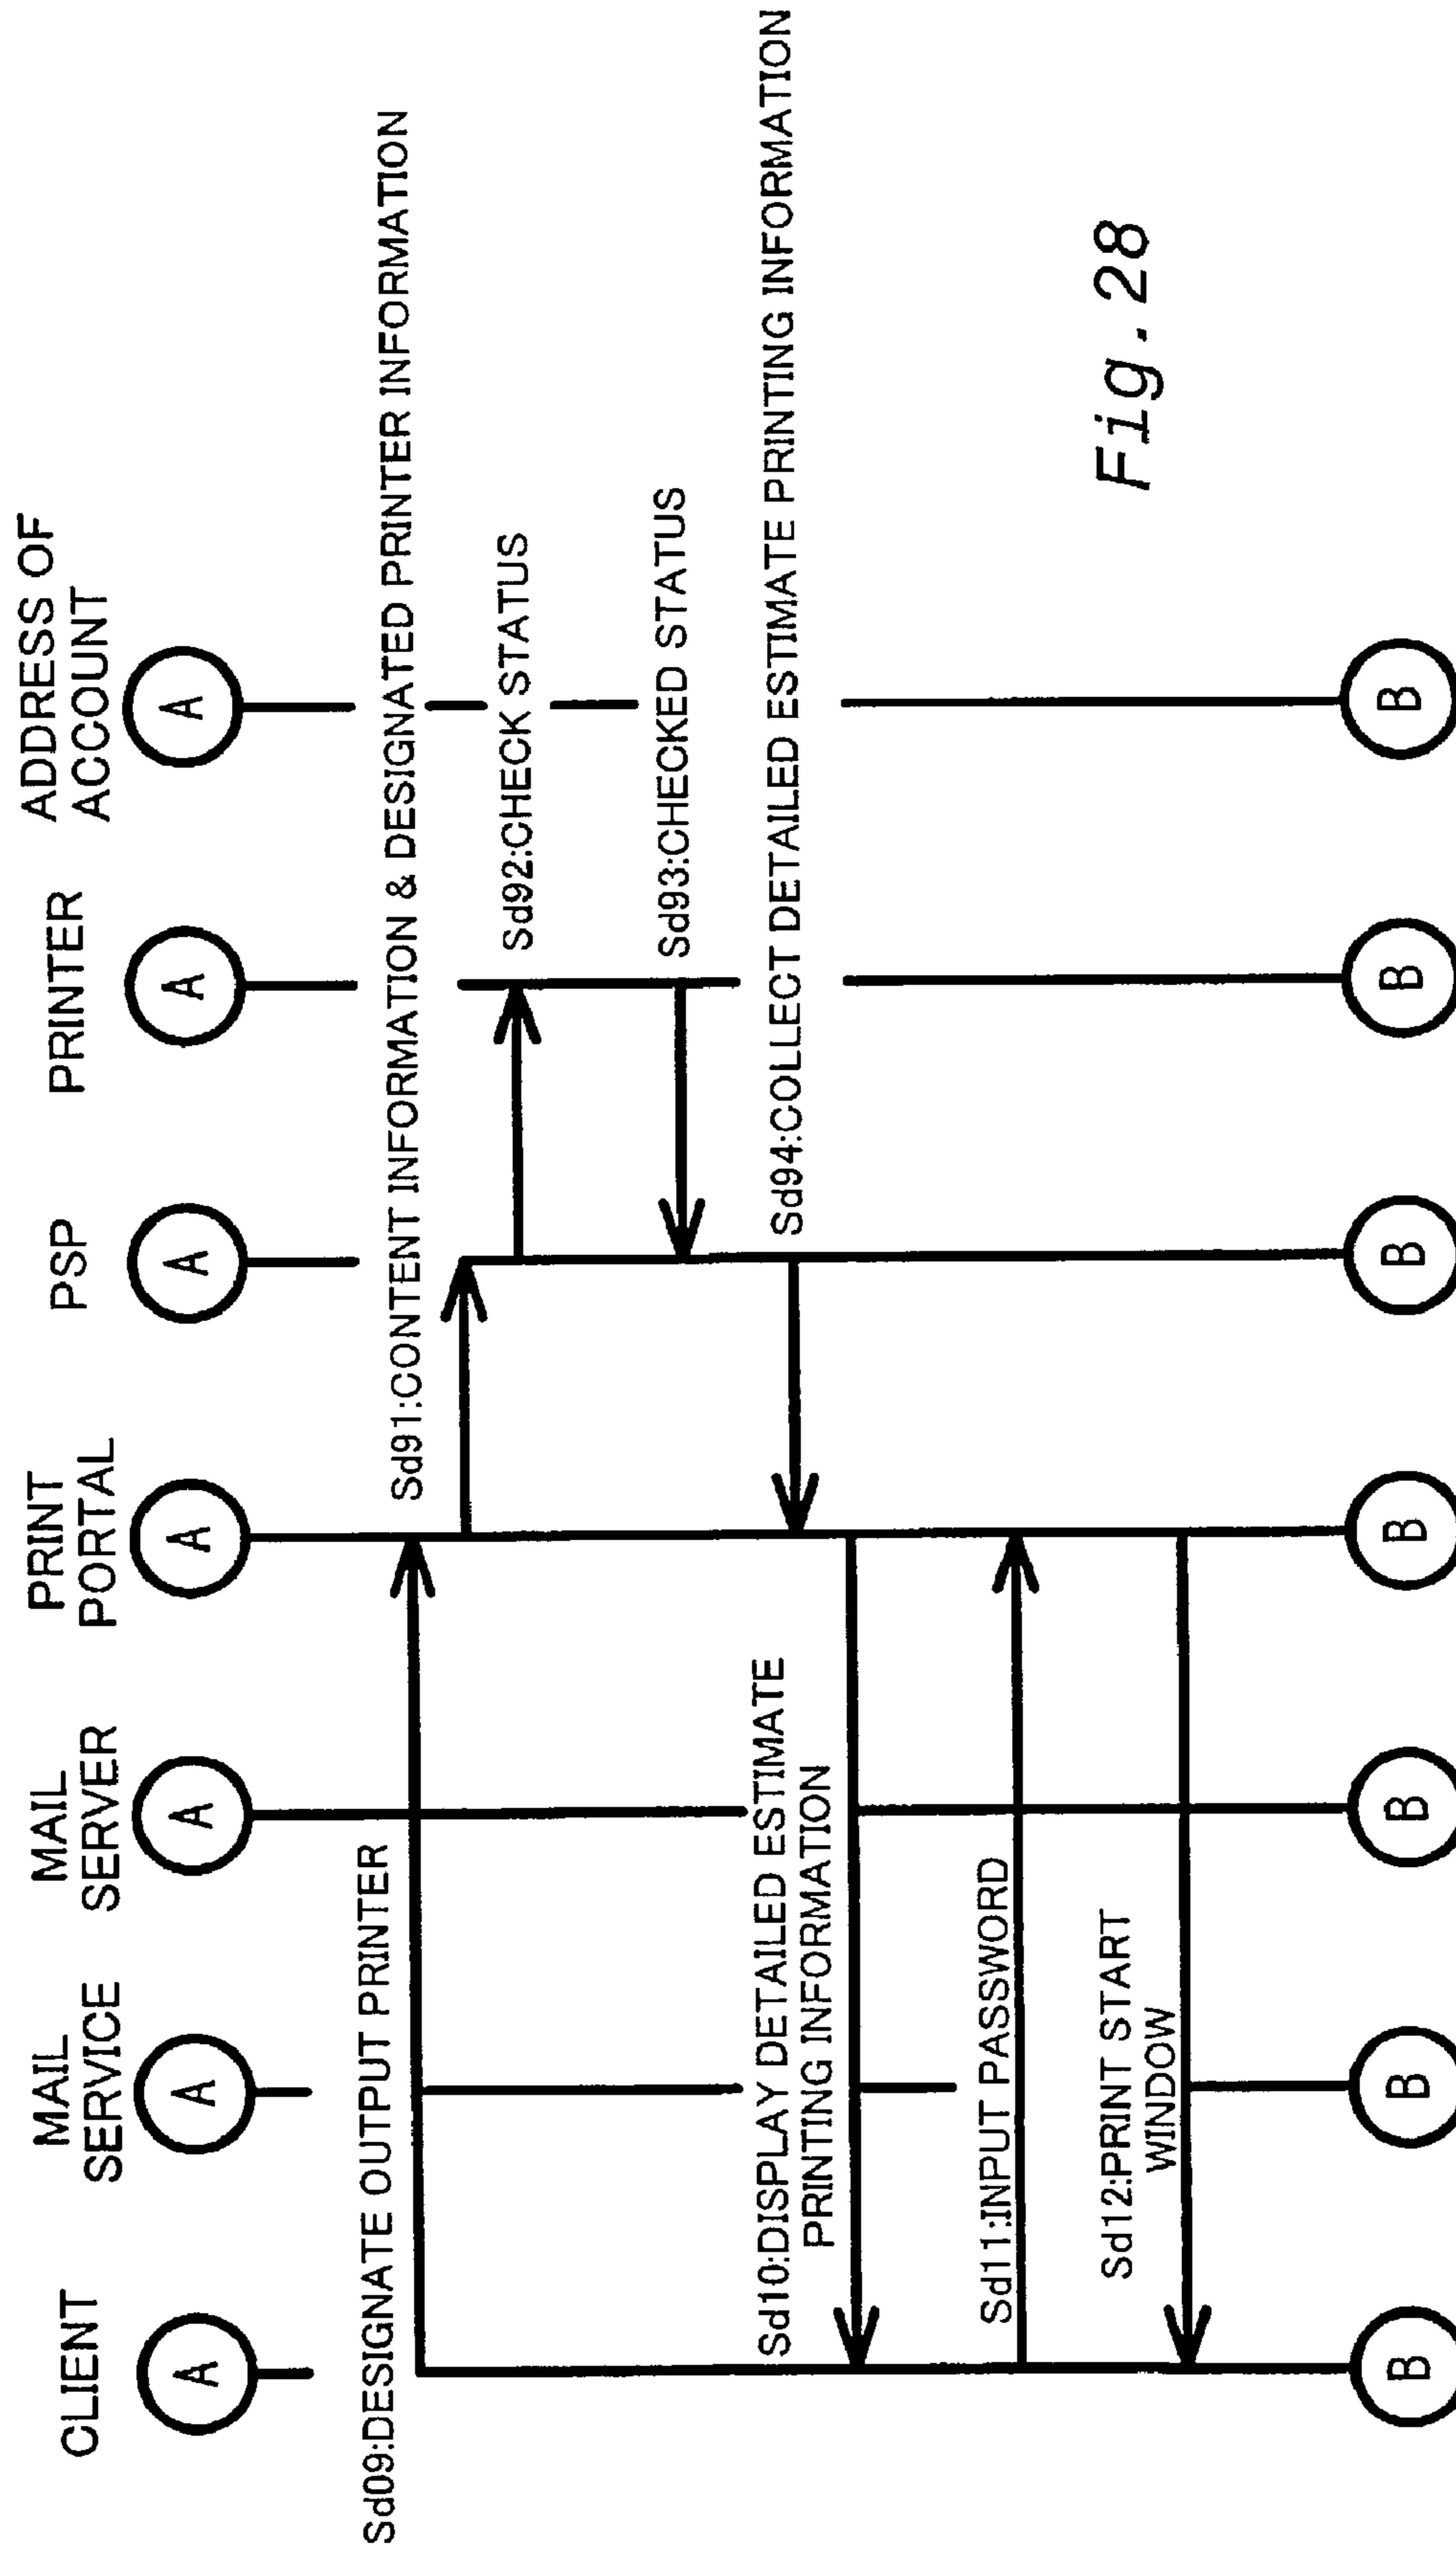 CLIENT
MAIL
SERVICE
MAIL
SERVER
PRINT
PORTAL
PSP
PRINTER
ADDRESS OF
ACCOUNT
A
A
A
A
A
A
A
Sd09:DESIGNATE OUTPUT PRINTER
Sd91:CONTENT INFORMATION & DESIGNATED PRINTER INFORMATION
Sd92:CHECK STATUS
Sd93:CHECKED STATUS
Sd94:COLLECT DETAILED ESTIMATE PRINTING INFORMATION
Sd10:DISPLAY DETAILED ESTIMATE
PRINTING INFORMATION
Sd11:INPUT PASSWORD
Sd12:PRINT START
WINDOW
B
B
B
B
B
B
B
Fig.28